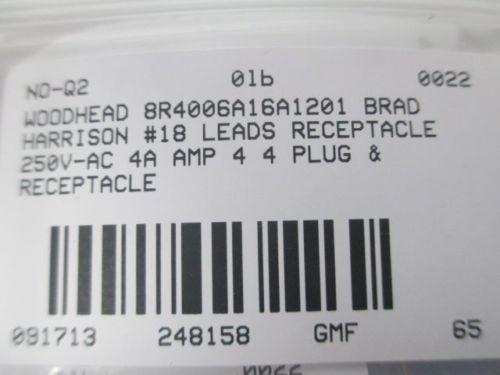 NO-Q2 01b 0022
WOODHEAD 8R4006A16A1201 BRAD
HARRISON #18 LEADS RECEPTACLE
250V-AC 4A AMP 4 4 PLUG &
RECEPTACLE
081713 248158 GMF 65